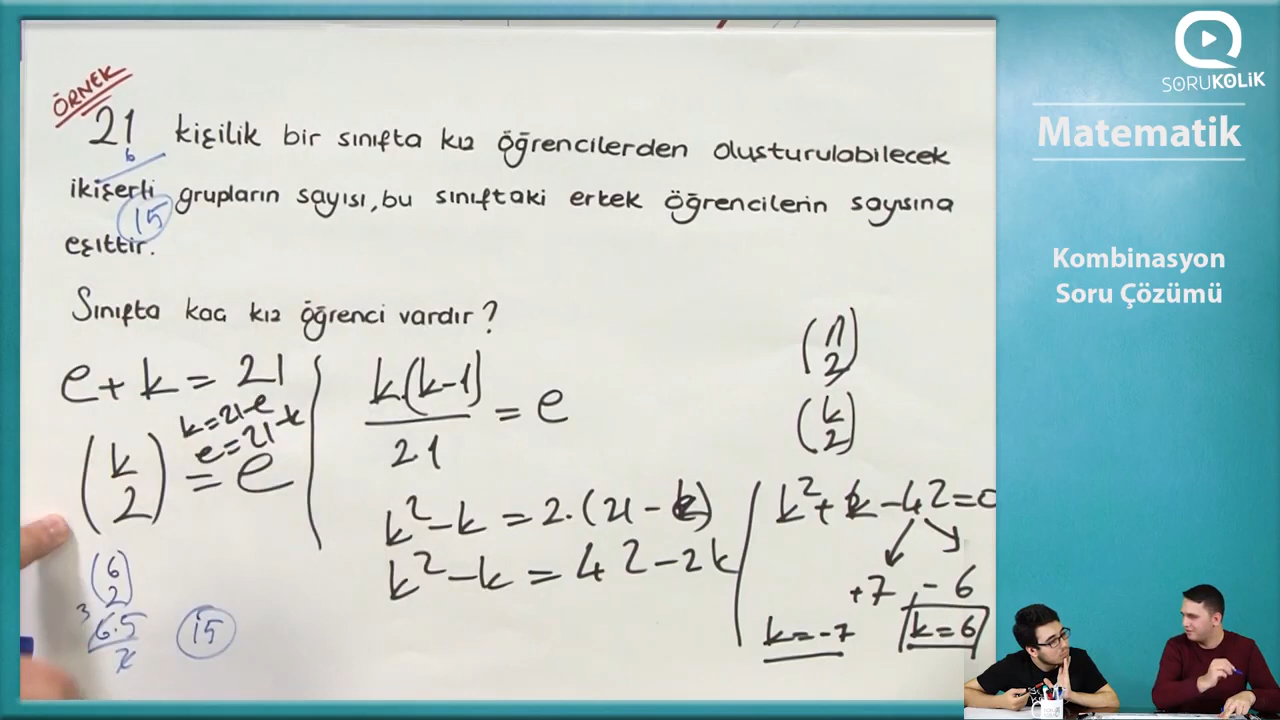 ÖRNEK
21 kişilik bir sınıfta kız öğrencilerden oluşturulabilecek
6
ikişerli grupların sayısı, bu sınıftaki erkek öğrencilerin sayısına
15
eşittir.
Sınıfta kaç kız öğrenci vardır?
e + k = 21
k = 21 - e
e = 21 - k
(k 2) = e
(6 2)
3
6.5
2
15
k.(k-1) / 2! = e
k² - k = 2.(21 - k)
k² - k = 42 - 2k
(n 2)
(k 2)
k² + k - 42 = 0
+7, -6
k = -7
k = 6
SORUKOLİK
Matematik
Kombinasyon
Soru Çözümü